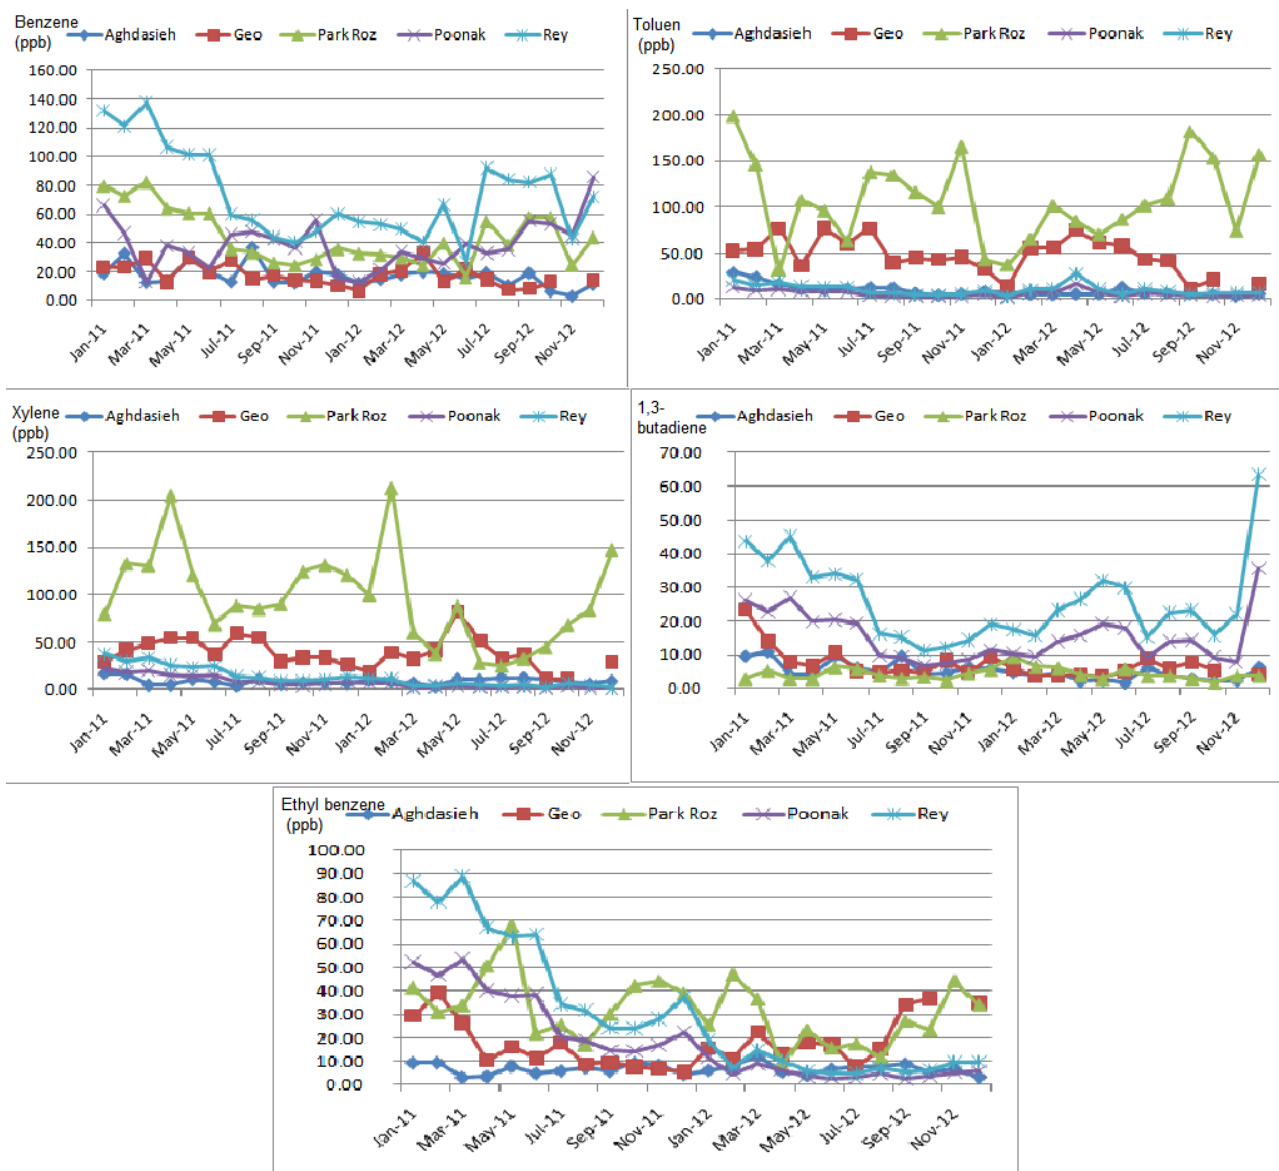 Benzene
(ppb)
Aghdasieh Geo Park Roz Poonak Rey
160.00
140.00
120.00
100.00
80.00
60.00
40.00
20.00
0.00
Jan-11 Mar-11 May-11 Jul-11 Sep-11 Nov-11 Jan-12 Mar-12 May-12 Jul-12 Sep-12 Nov-12
Toluen
(ppb)
Aghdasieh Geo Park Roz Poonak Rey
250.00
200.00
150.00
100.00
50.00
0.00
Jan-11 Mar-11 May-11 Jul-11 Sep-11 Nov-11 Jan-12 Mar-12 May-12 Jul-12 Sep-12 Nov-12
Xylene
(ppb)
Aghdasieh Geo Park Roz Poonak Rey
250.00
200.00
150.00
100.00
50.00
0.00
Jan-11 Mar-11 May-11 Jul-11 Sep-11 Nov-11 Jan-12 Mar-12 May-12 Jul-12 Sep-12 Nov-12
1,3-
butadiene
Aghdasieh Geo Park Roz Poonak Rey
70.00
60.00
50.00
40.00
30.00
20.00
10.00
0.00
Jan-11 Mar-11 May-11 Jul-11 Sep-11 Nov-11 Jan-12 Mar-12 May-12 Jul-12 Sep-12 Nov-12
Ethyl benzene
(ppb)
Aghdasieh Geo Park Roz Poonak Rey
100.00
90.00
80.00
70.00
60.00
50.00
40.00
30.00
20.00
10.00
0.00
Jan-11 Mar-11 May-11 Jul-11 Sep-11 Nov-11 Jan-12 Mar-12 May-12 Jul-12 Sep-12 Nov-12